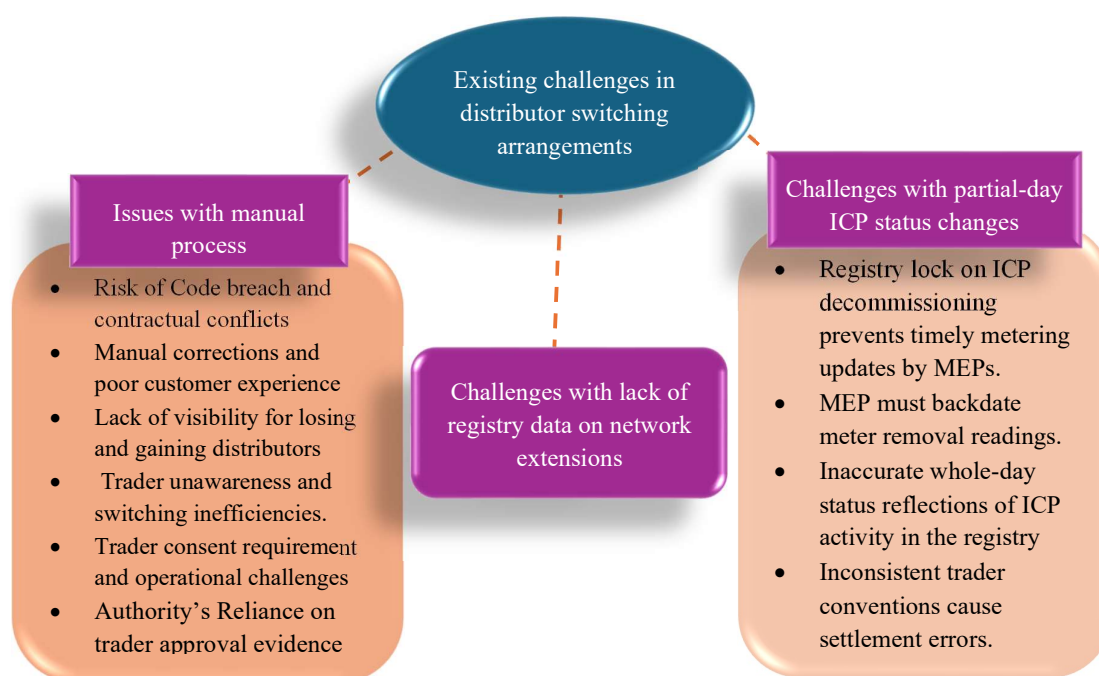 Existing challenges in
distributor switching
arrangements
Issues with manual
process
• Risk of Code breach and
contractual conflicts
• Manual corrections and
poor customer experience
• Lack of visibility for losing
and gaining distributors
• Trader unawareness and
switching inefficiencies.
• Trader consent requirement
and operational challenges
• Authority’s Reliance on
trader approval evidence
Challenges with lack of
registry data on network
extensions
Challenges with partial-day
ICP status changes
• Registry lock on ICP
decommissioning
prevents timely metering
updates by MEPs.
• MEP must backdate
meter removal readings.
• Inaccurate whole-day
status reflections of ICP
activity in the registry
• Inconsistent trader
conventions cause
settlement errors.